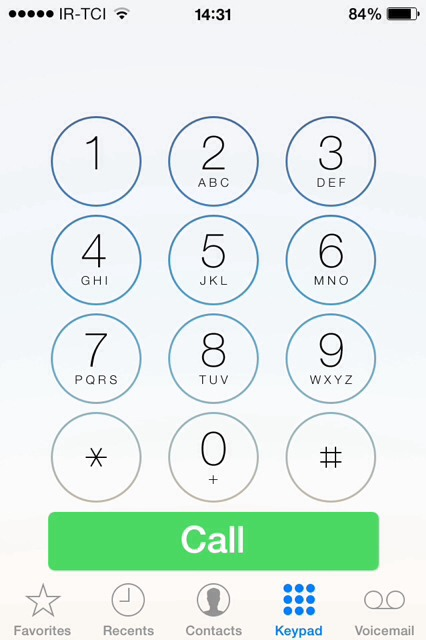 IR-TCI 14:31 84%
1 2 3
ABC DEF
4 5 6
GHI JKL MNO
7 8 9
PQRS TUV WXYZ
* 0 #
+
Call
Favorites Recents Contacts Keypad Voicemail